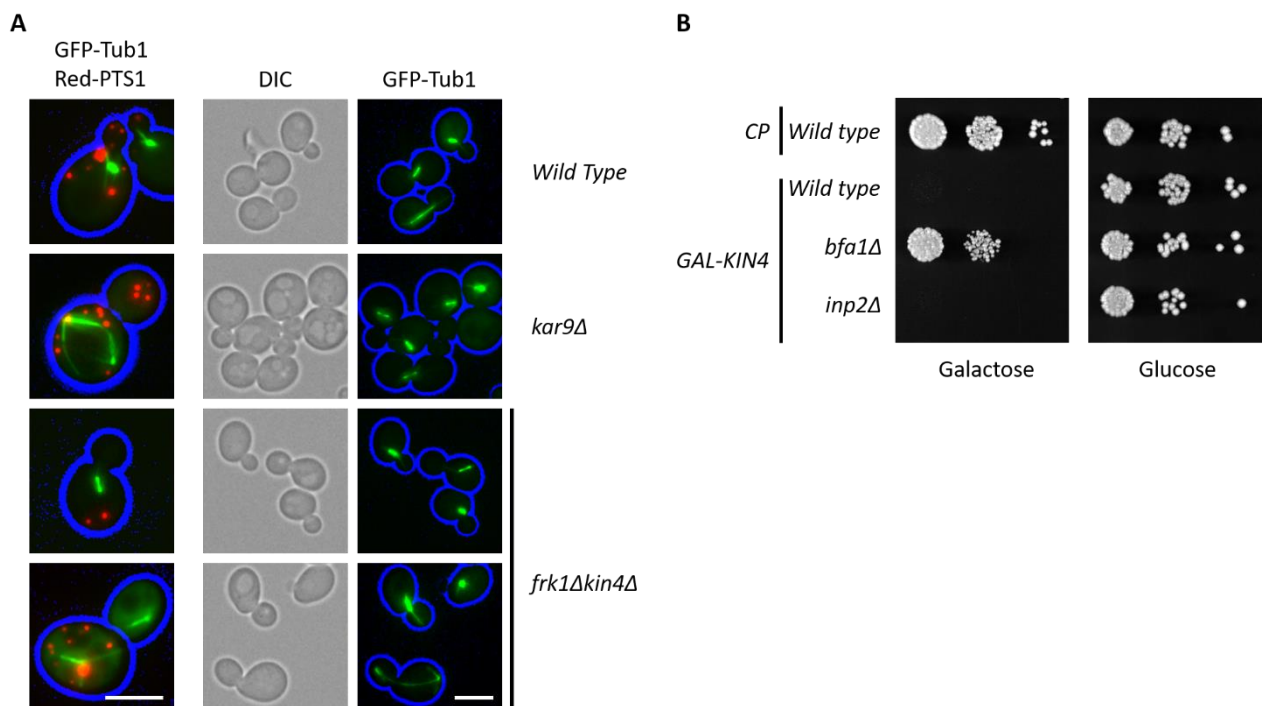 A
GFP-Tub1
Red-PTS1
DIC
GFP-Tub1
Wild Type
kar9Δ
frk1Δkin4Δ
B
CP Wild type
Wild type
GAL-KIN4
bfa1Δ
inp2Δ
Galactose
Glucose